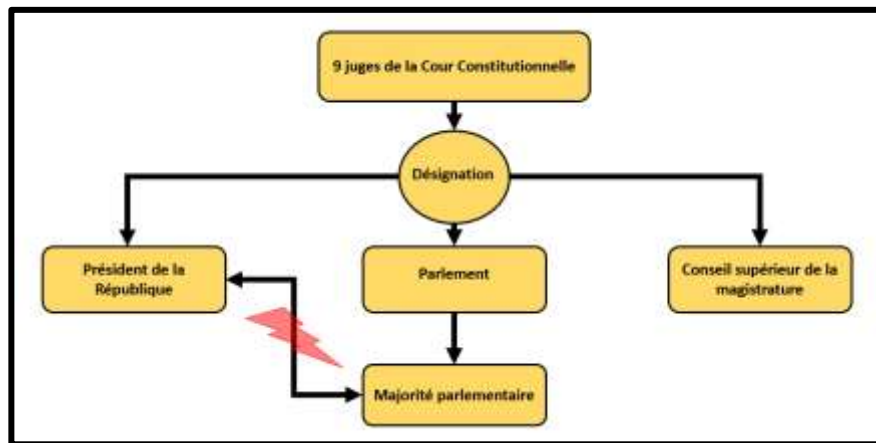 9 juges de la Cour Constitutionnelle
Désignation
Président de la
République
Parlement
Conseil supérieur de la
magistrature
Majorité parlementaire